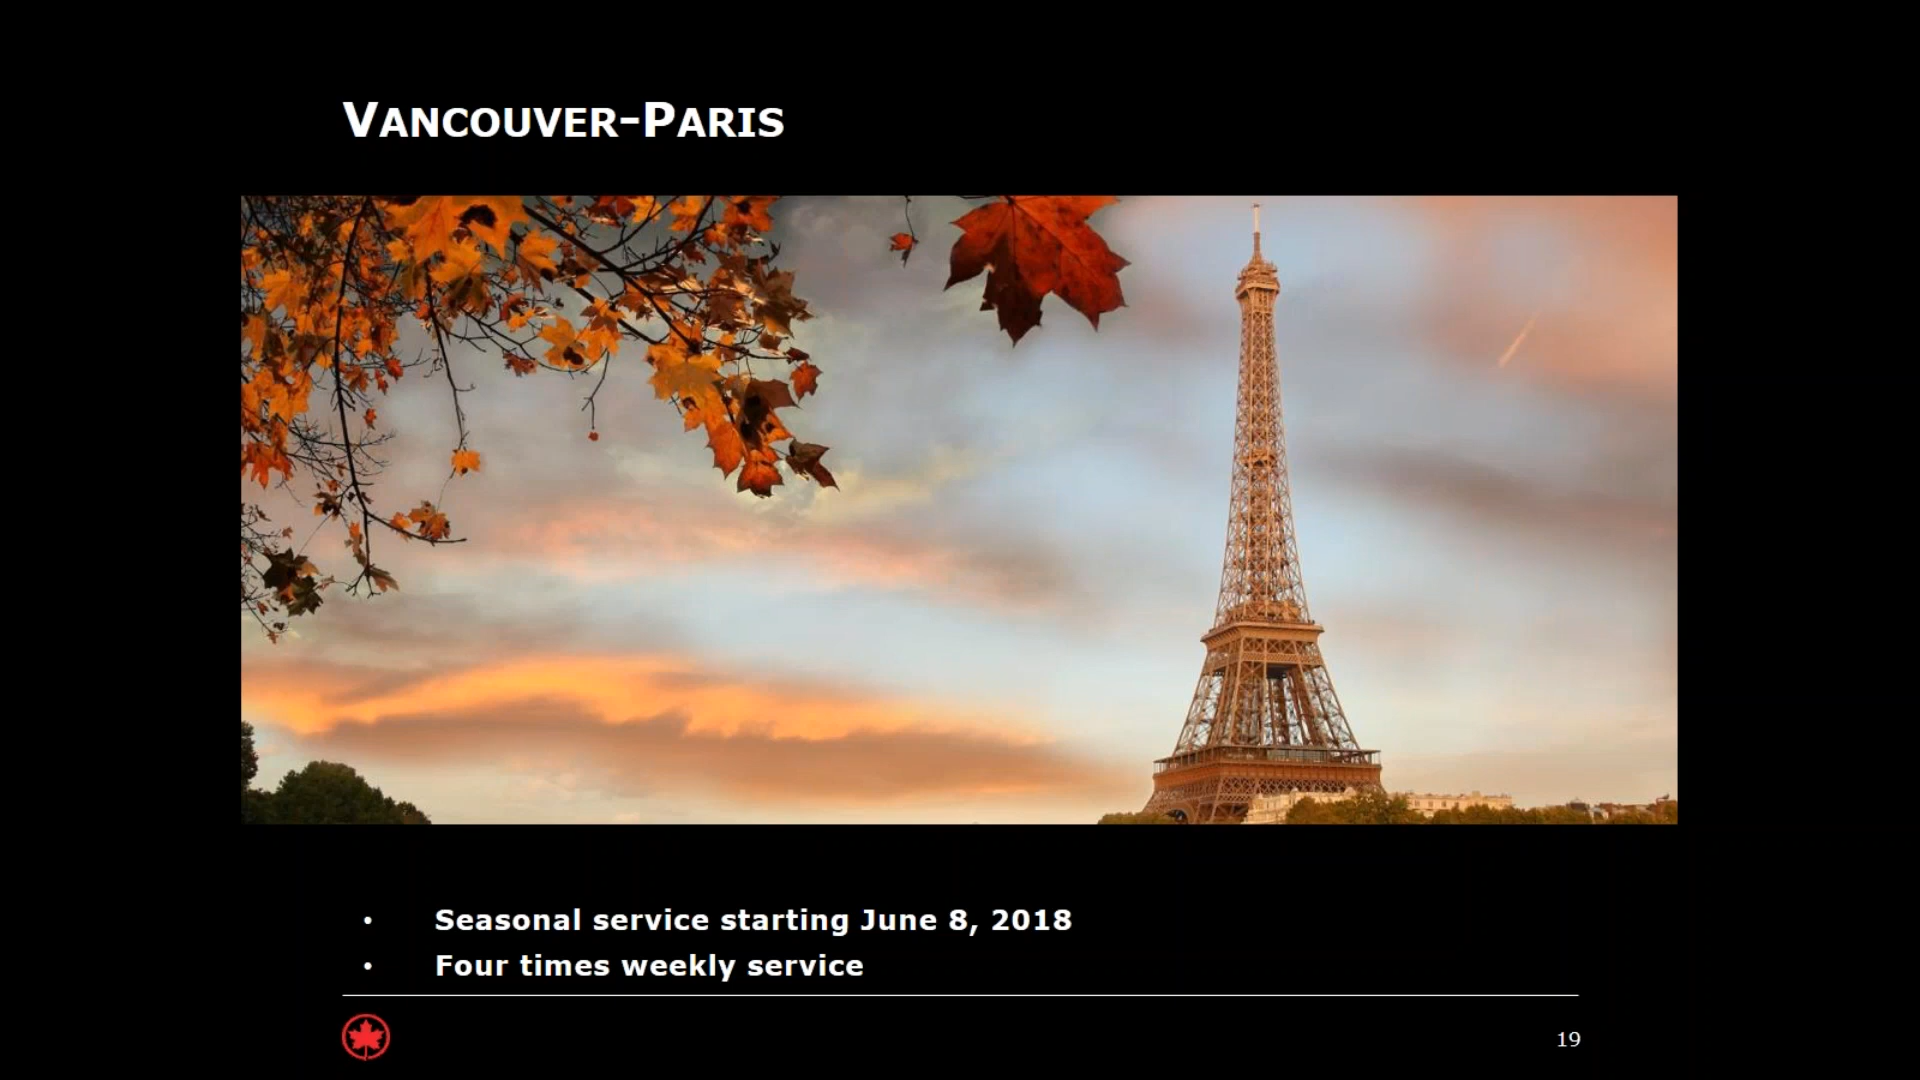 VANCOUVER-PARIS
• Seasonal service starting June 8, 2018
• Four times weekly service
19